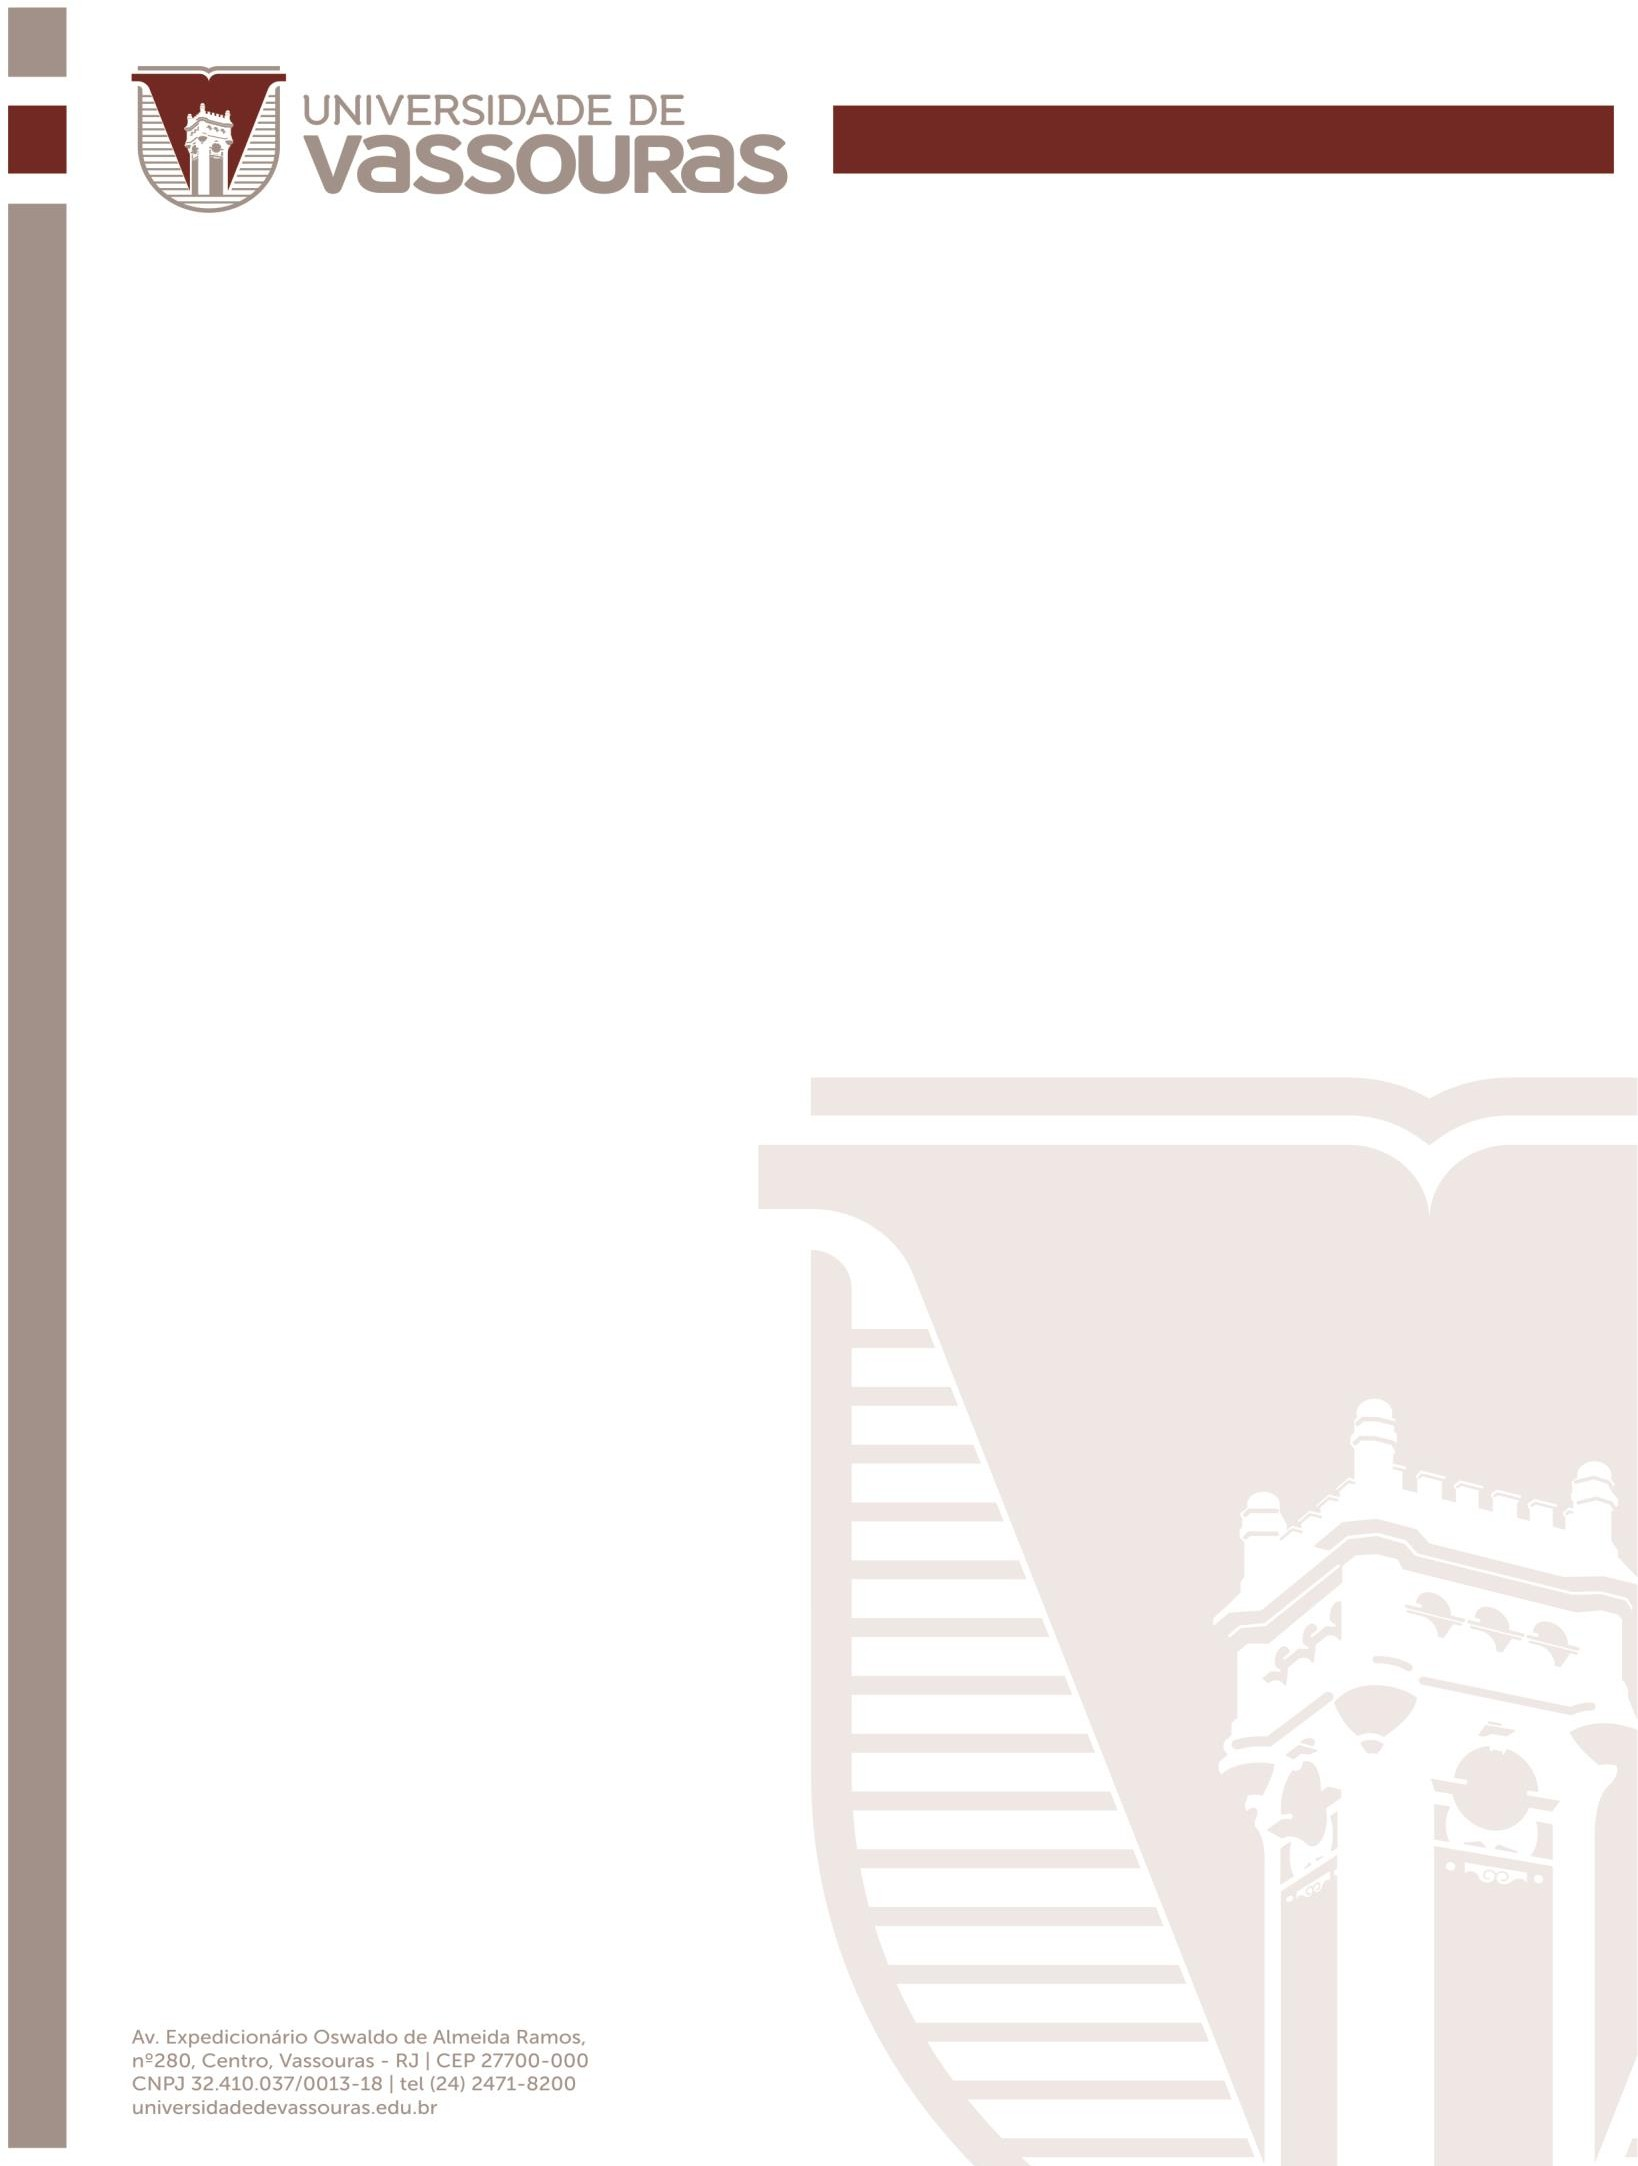 UNIVERSIDADE DE
VASSOURAS
Av. Expedicionário Oswaldo de Almeida Ramos,
nº280, Centro, Vassouras - RJ | CEP 27700-000
CNPJ 32.410.037/0013-18 | tel (24) 2471-8200
universidadedevassouras.edu.br